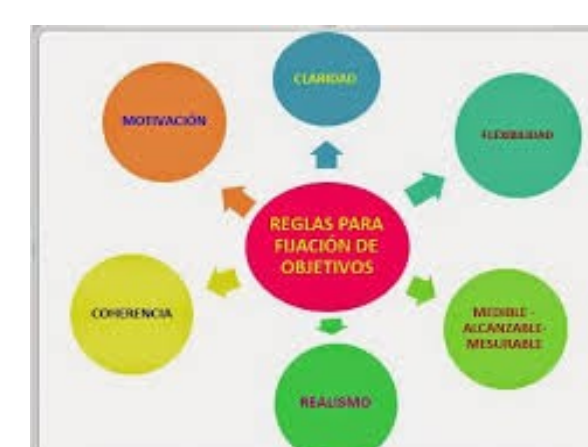 CLARIDAD
MOTIVACIÓN
FLEXIBILIDAD
REGLAS PARA
FIJACIÓN DE
OBJETIVOS
COHERENCIA
MEDIBLE -
ALCANZABLE-
MESURABLE
REALISMO